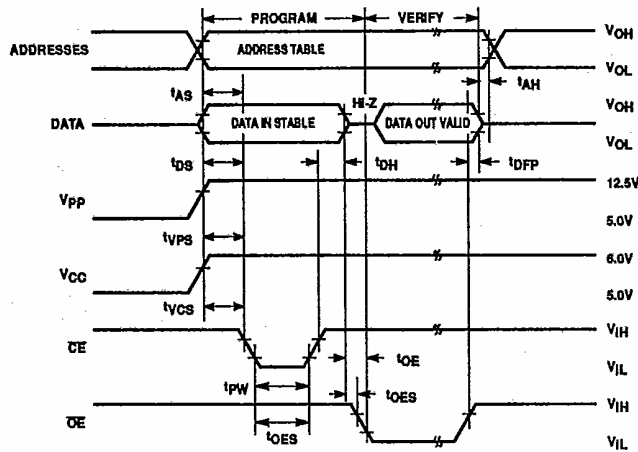 PROGRAM VERIFY
ADDRESSES ADDRESS TABLE VOH
VOL
tAS tAH
HI-Z VOH
DATA DATA IN STABLE DATA OUT VALID
VOL
tDS tDH tDFP
12.5V
VPP
5.0V
tVPS
6.0V
VCC
5.0V
tVCS
CE VIH
tOE VIL
tPW tOES
VIH
OE
tOES VIL